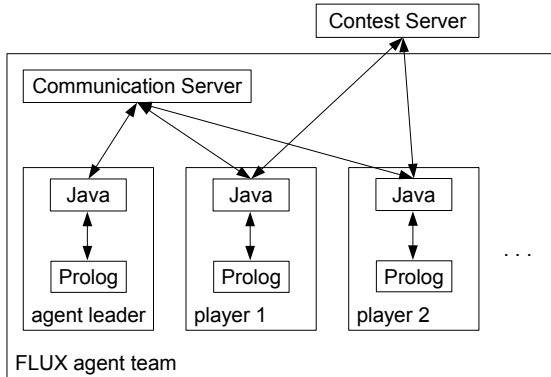 Contest Server
Communication Server
Java
Java
Java
Prolog
Prolog
Prolog
. . .
agent leader
player 1
player 2
FLUX agent team